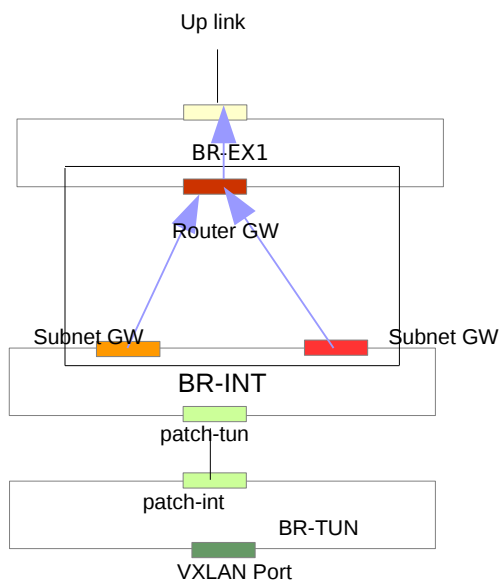 Up link
BR-EX1
Router GW
Subnet GW
Subnet GW
BR-INT
patch-tun
patch-int
BR-TUN
VXLAN Port